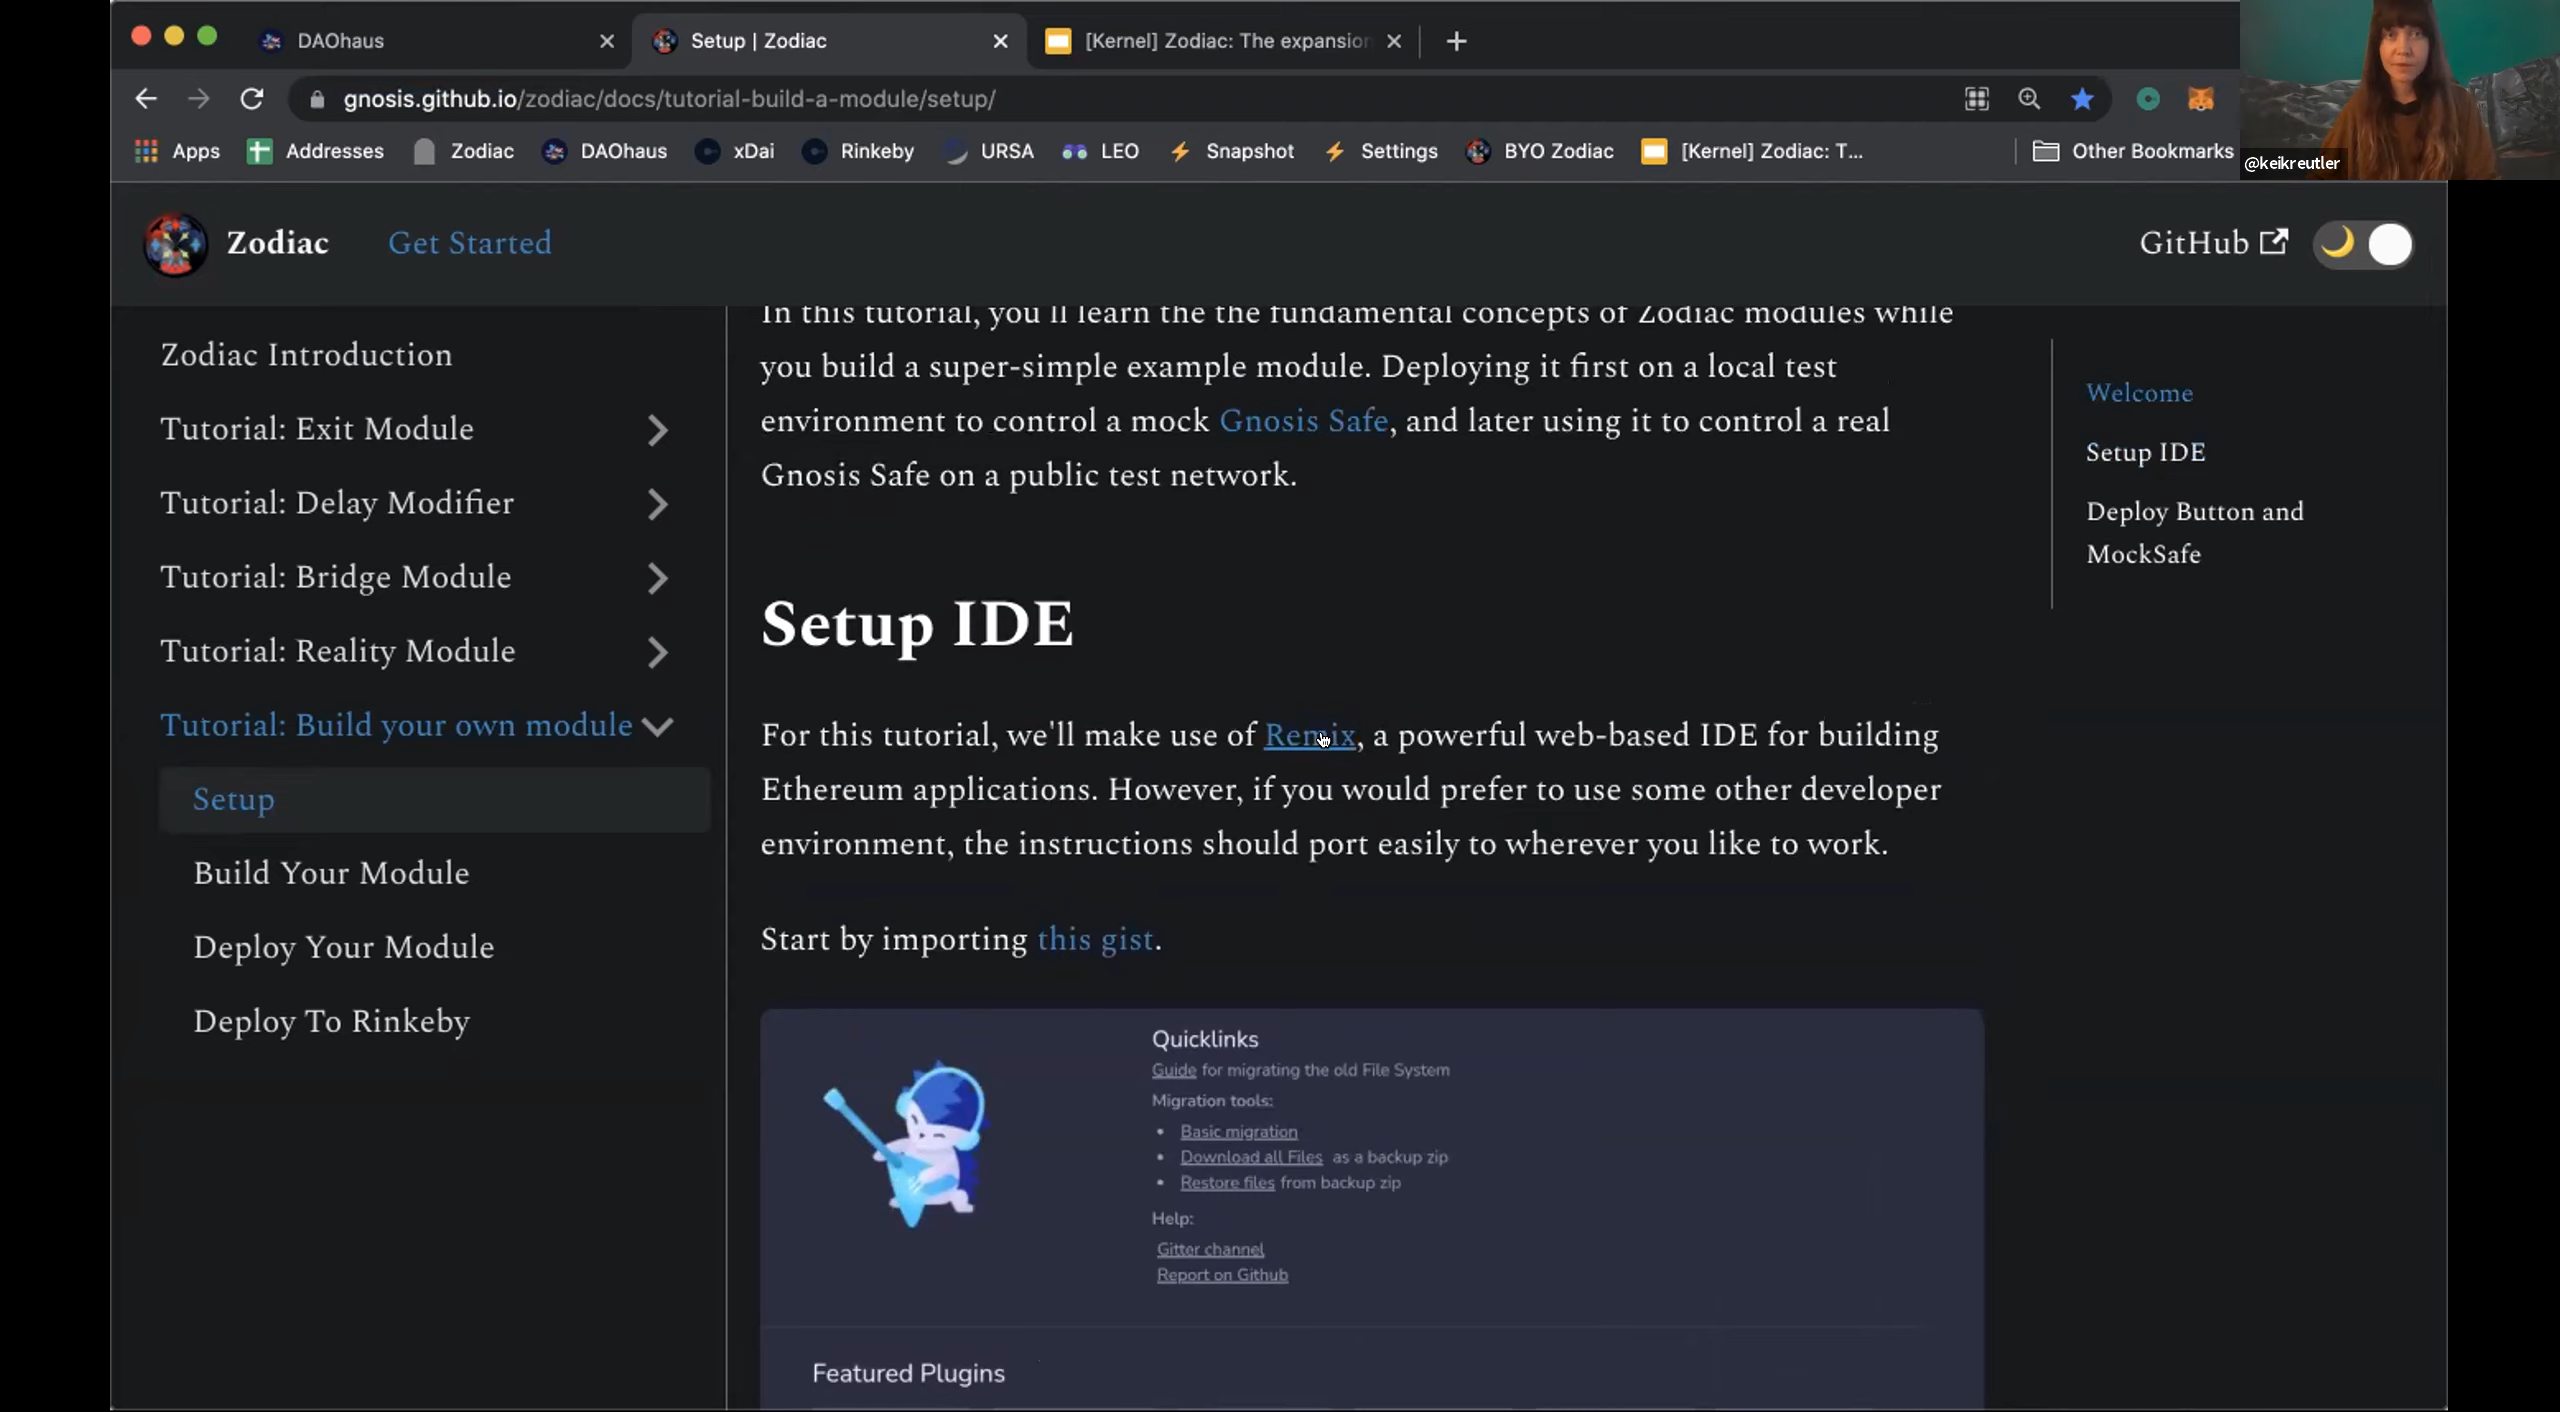 DAOhaus
Setup | Zodiac
[Kernel] Zodiac: The expansion
gnosis.github.io/zodiac/docs/tutorial-build-a-module/setup/
Apps
Addresses
Zodiac
DAOhaus
xDai
Rinkeby
URSA
LEO
Snapshot
Settings
BYO Zodiac
[Kernel] Zodiac: T...
Other Bookmarks
@keikreutler
Zodiac
Get Started
GitHub
Zodiac Introduction
Tutorial: Exit Module
Tutorial: Delay Modifier
Tutorial: Bridge Module
Tutorial: Reality Module
Tutorial: Build your own module
Setup
Build Your Module
Deploy Your Module
Deploy To Rinkeby
In this tutorial, you'll learn the the fundamental concepts of Zodiac modules while
you build a super-simple example module. Deploying it first on a local test
environment to control a mock Gnosis Safe, and later using it to control a real
Gnosis Safe on a public test network.
Setup IDE
For this tutorial, we'll make use of Remix, a powerful web-based IDE for building
Ethereum applications. However, if you would prefer to use some other developer
environment, the instructions should port easily to wherever you like to work.
Start by importing this gist.
Quicklinks
Guide for migrating the old File System
Migration tools:
• Basic migration
• Download all Files as a backup zip
• Restore files from backup zip
Help:
Gitter channel
Report on Github
Featured Plugins
Welcome
Setup IDE
Deploy Button and
MockSafe